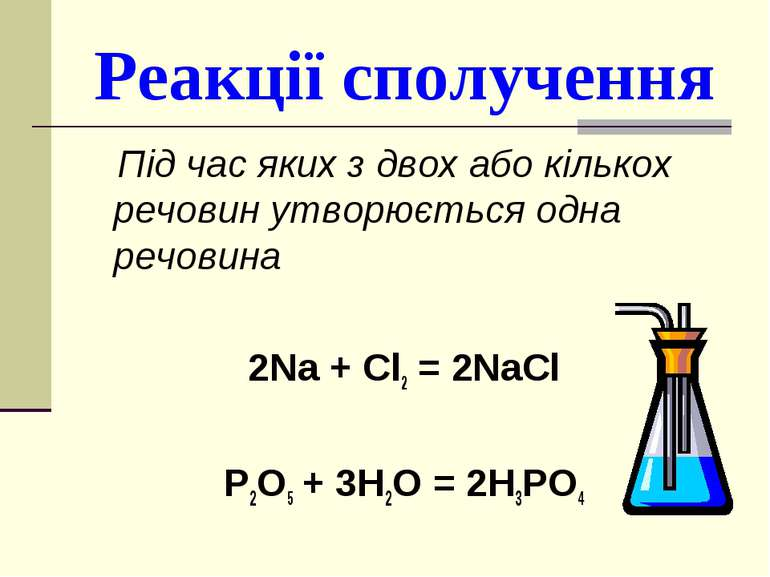 Реакції сполучення
Під час яких з двох або кількох
речовин утворюється одна
речовина
2Na + Cl₂ = 2NaCl
P₂O₅ + 3H₂O = 2H₃PO₄